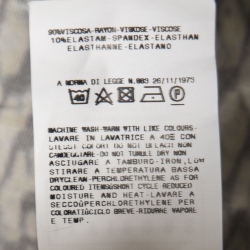 90%VISCOSA-RAYON-VISKOSE-VISCOSE
10%ELASTAM-SPANDEX-ELASTHAN
ELASTHANNE-ELASTANO
A NORMA DI LEGGE N.883 26/11/1973
40 P
MACHINE WASH-WARM WITH LIKE COLOURS-
LAVARE IN LAVATRICE A 40C CON
STESSI COLORI DO NOT BLEACH NON
CANDEGGIARE-DO NOT TUMBLE DRY NON
ASCIUGARE A TAMBURO-IRON, LOW
STIRARE A TEMPERATURA BASSA
DRYCLEAN-PERCHLORETHYLENE AS FOR
COLOURED ITEMS SHORT CYCLE REDUCED
MOISTURE AND HEAT-LAVARE A
SECCO PERCHLORETHYLENE PER
COLORATI CICLO BREVE-RIDURRE VAPORE
E TEMP.